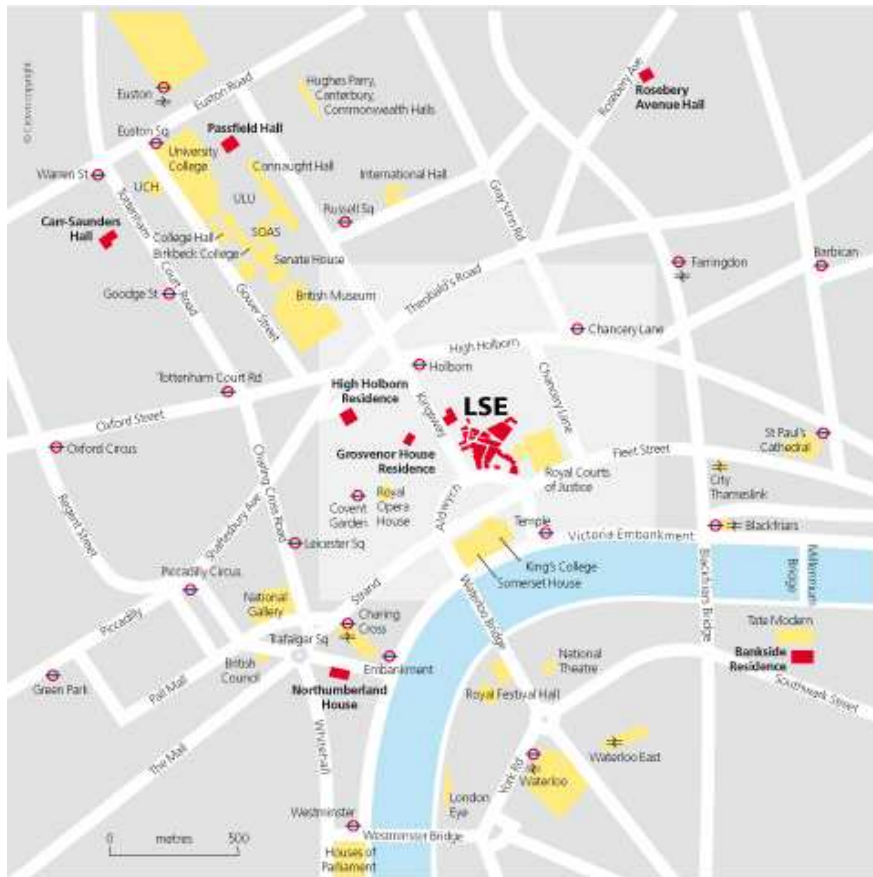 © Crown copyright
Euston
Euston Road
Hughes Parry,
Canterbury,
Commonwealth Halls
Rosebery Ave
Rosebery
Avenue Hall
Euston Sq
Passfield Hall
University
College
Connaught Hall
International Hall
Warren St
UCH
ULU
Russell Sq
Gray's Inn Rd
Carr-Saunders
Hall
Tottenham Court Road
College Hall
Birkbeck College
SOAS
Senate House
Farringdon
Barbican
Goodge St
Gower Street
British Museum
Theobald's Road
Chancery Lane
High Holborn
Holborn
Tottenham Court Rd
High Holborn
Residence
Kingsway
LSE
Chancery Lane
Oxford Street
Oxford Circus
Grosvenor House
Residence
Fleet Street
St Paul's
Cathedral
Royal Courts
of Justice
City
Thameslink
Regent Street
Shaftesbury Ave
Charing Cross Road
Covent
Garden
Royal
Opera
House
Aldwych
Temple
Victoria Embankment
Blackfriars
Leicester Sq
King's College
Somerset House
Blackfriars Bridge
Millennium
Bridge
Piccadilly Circus
National
Gallery
Strand
Waterloo Bridge
Piccadilly
Charing
Cross
Trafalgar Sq
Tate Modern
Green Park
Pall Mall
British
Council
Embankment
National
Theatre
Bankside
Residence
Northumberland
House
Royal Festival Hall
Southwark Street
The Mall
Whitehall
Waterloo East
York Rd
Waterloo
London
Eye
Westminster
Westminster Bridge
0 metres 500
Houses of
Parliament